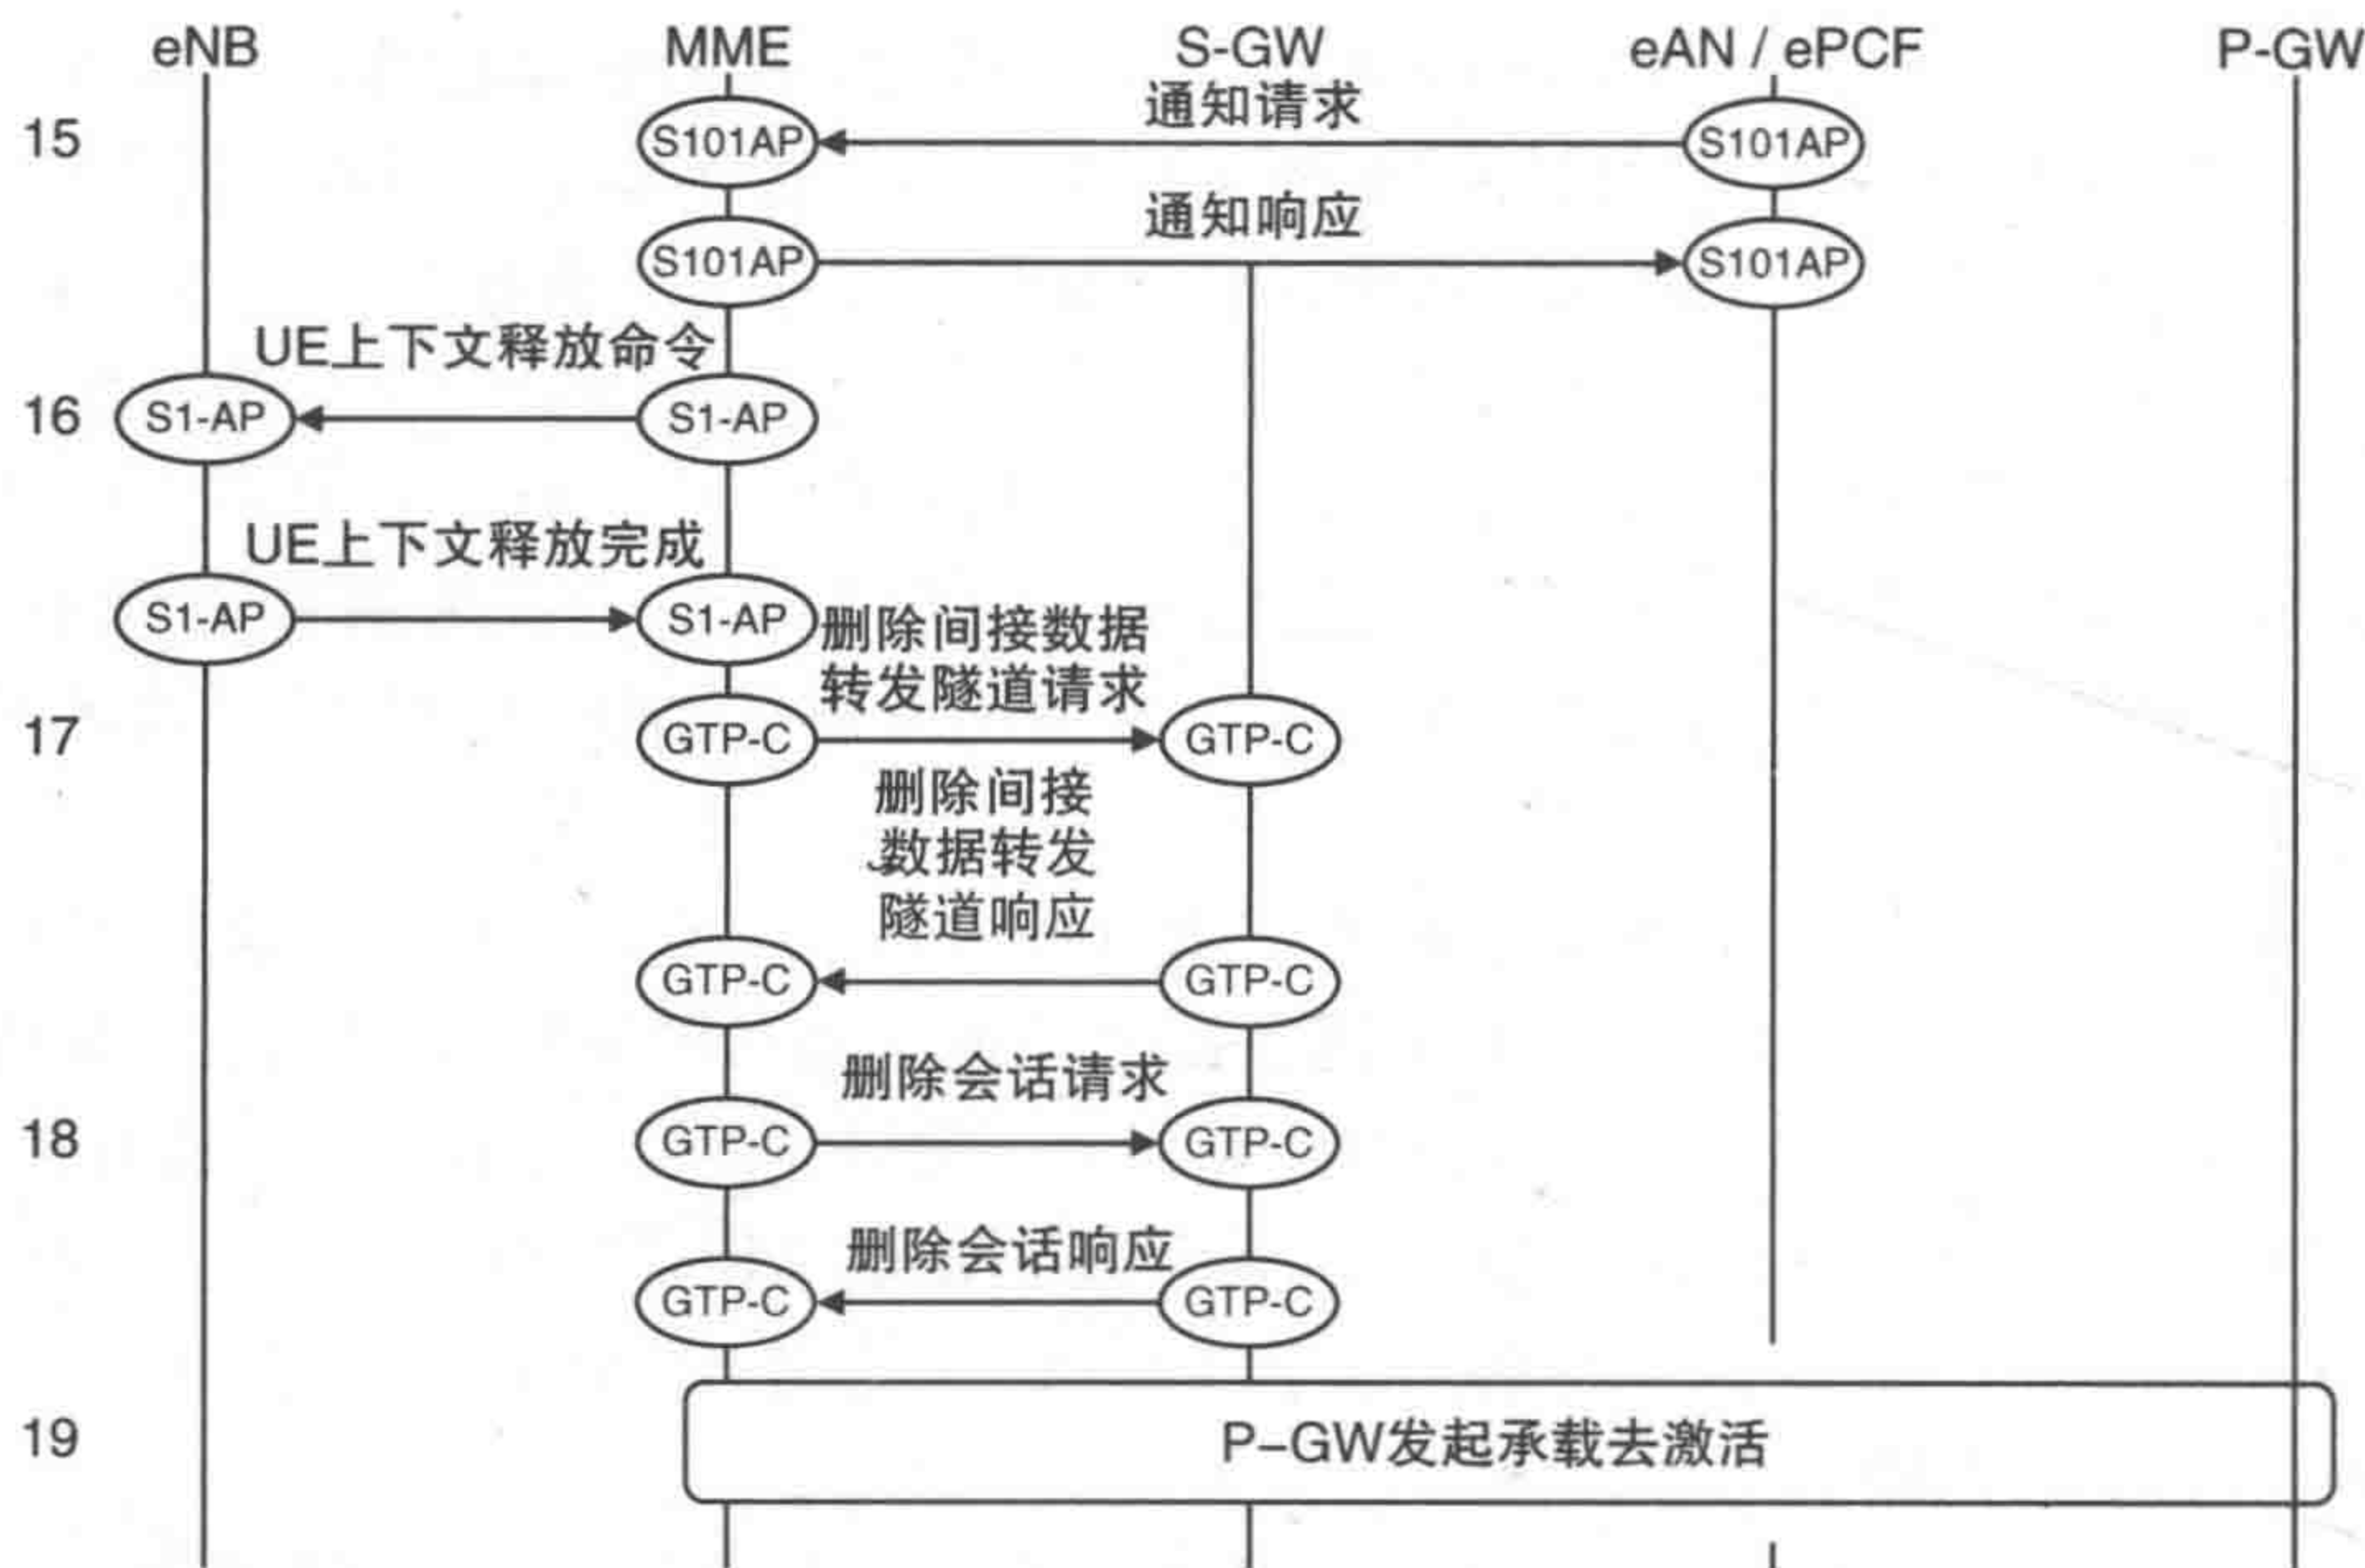 eNB MME S-GW eAN / ePCF P-GW
通知请求
15 S101AP S101AP
通知响应
S101AP S101AP
UE上下文释放命令
16 S1-AP S1-AP
UE上下文释放完成
S1-AP S1-AP
删除间接数据
转发隧道请求
17 GTP-C GTP-C
删除间接
数据转发
隧道响应
GTP-C GTP-C
删除会话请求
18 GTP-C GTP-C
删除会话响应
GTP-C GTP-C
19 P–GW发起承载去激活